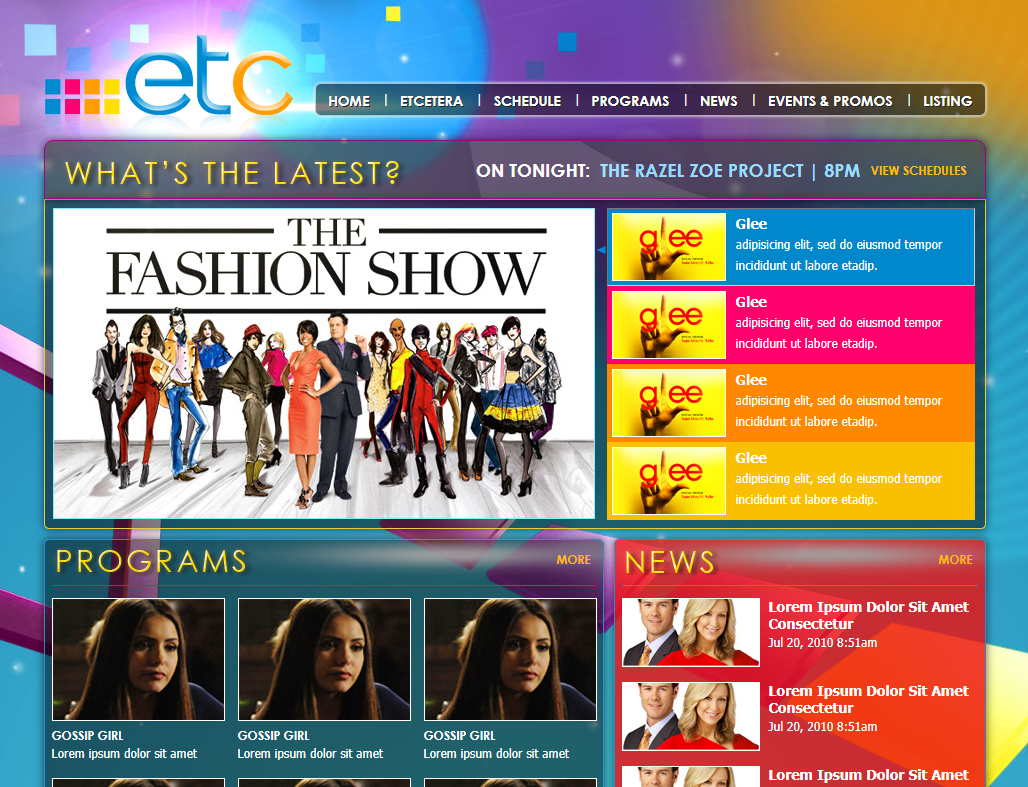 etc
HOME | ETCETERA | SCHEDULE | PROGRAMS | NEWS | EVENTS & PROMOS | LISTING
WHAT'S THE LATEST?
ON TONIGHT: THE RAZEL ZOE PROJECT | 8PM VIEW SCHEDULES
THE
FASHION SHOW
glee
Glee
adipisicing elit, sed do eiusmod tempor
incididunt ut labore etadip.
glee
Glee
adipisicing elit, sed do eiusmod tempor
incididunt ut labore etadip.
glee
Glee
adipisicing elit, sed do eiusmod tempor
incididunt ut labore etadip.
glee
Glee
adipisicing elit, sed do eiusmod tempor
incididunt ut labore etadip.
PROGRAMS
MORE
GOSSIP GIRL
Lorem ipsum dolor sit amet
GOSSIP GIRL
Lorem ipsum dolor sit amet
GOSSIP GIRL
Lorem ipsum dolor sit amet
NEWS
MORE
Lorem Ipsum Dolor Sit Amet
Consectetur
Jul 20, 2010 8:51am
Lorem Ipsum Dolor Sit Amet
Consectetur
Jul 20, 2010 8:51am
Lorem Ipsum Dolor Sit Amet